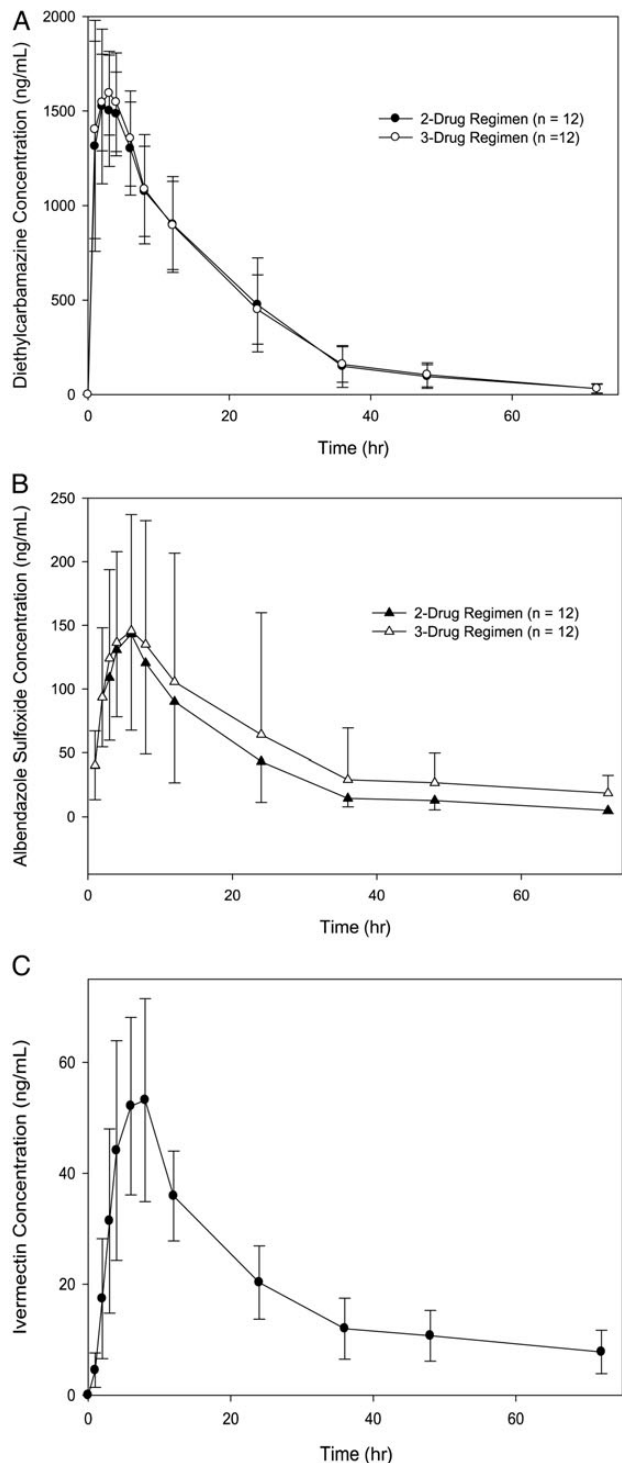 A
Diethylcarbamazine Concentration (ng/mL)
2000
1500
1000
500
0
2-Drug Regimen (n = 12)
3-Drug Regimen (n =12)
0 20 40 60
Time (hr)
B
Albendazole Sulfoxide Concentration (ng/mL)
250
200
150
100
50
0
2-Drug Regimen (n = 12)
3-Drug Regimen (n = 12)
0 20 40 60
Time (hr)
C
Ivermectin Concentration (ng/mL)
60
40
20
0
0 20 40 60
Time (hr)